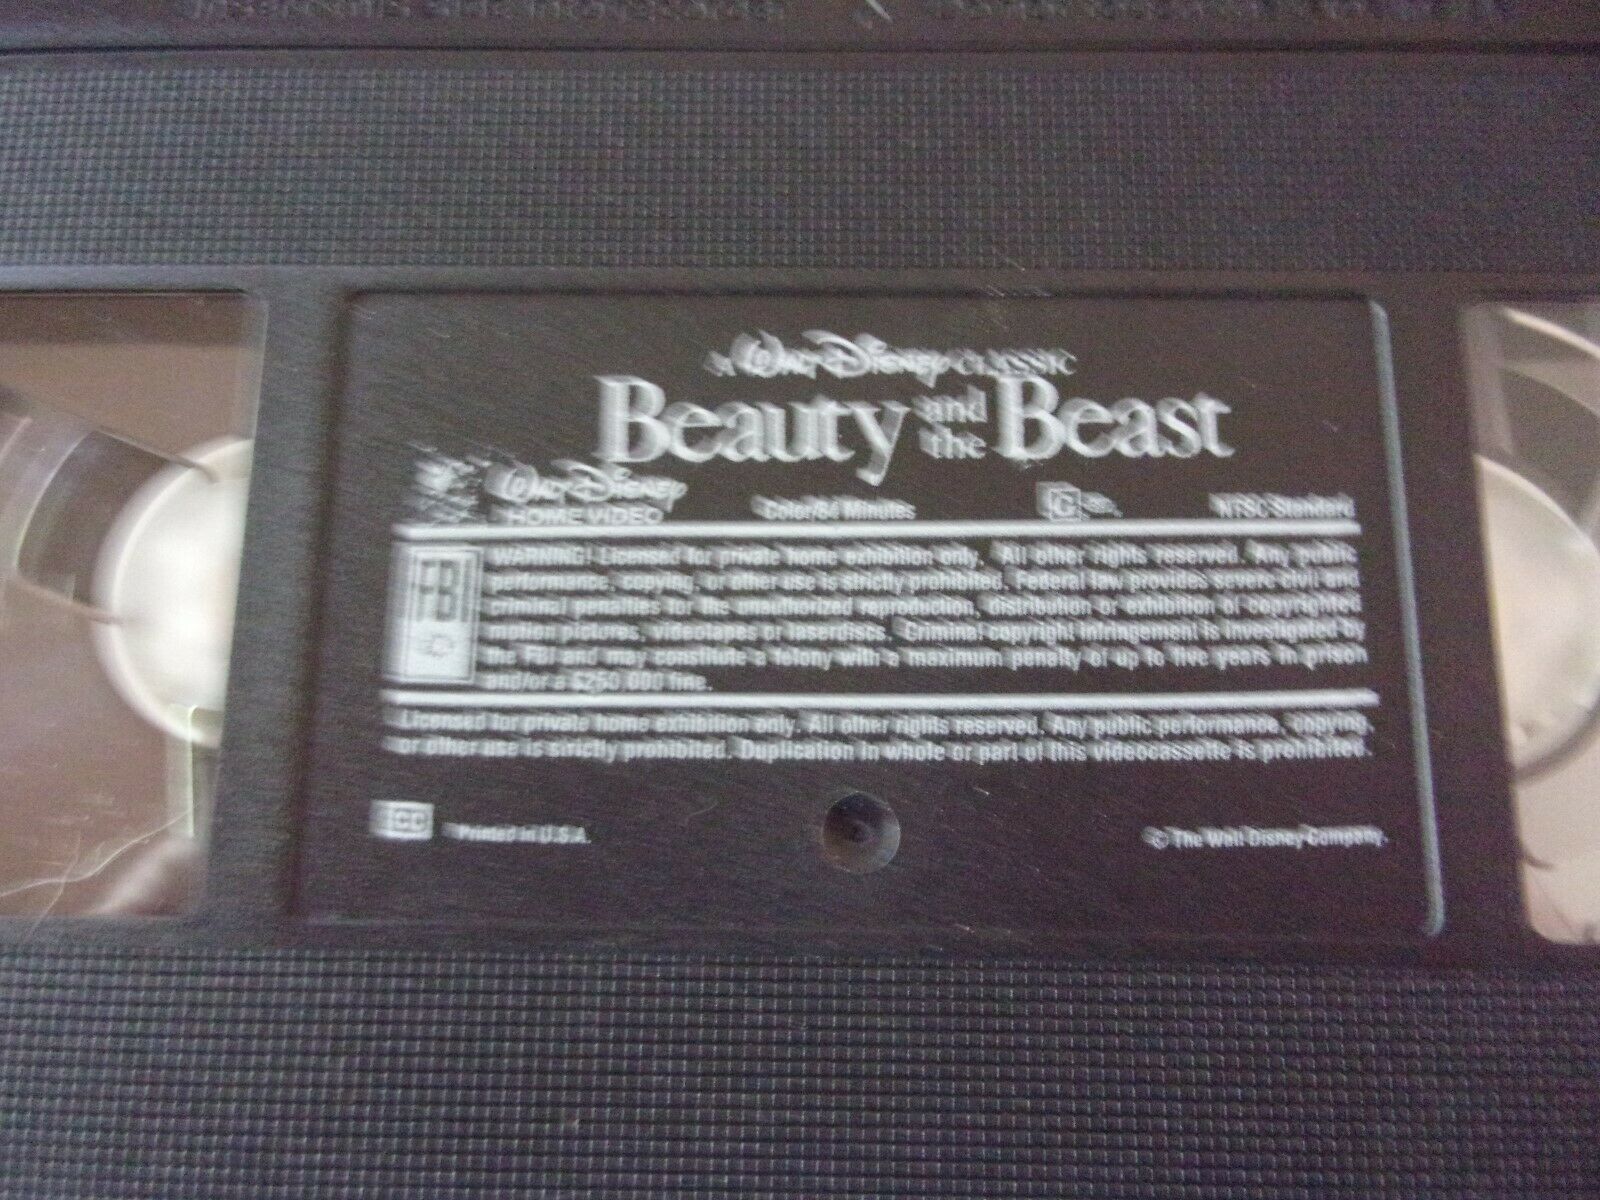 A WALT DISNEY CLASSIC
Beauty and the Beast
WALT DISNEY
HOME VIDEO
Color/84 Minutes
G
NTSC Standard
FBI
WARNING! Licensed for private home exhibition only. All other rights reserved. Any public
performance, copying, or other use is strictly prohibited. Federal law provides severe civil and
criminal penalties for the unauthorized reproduction, distribution or exhibition of copyrighted
motion pictures, videotapes or laserdiscs. Criminal copyright infringement is investigated by
the FBI and may constitute a felony with a maximum penalty of up to five years in prison
and/or a $250,000 fine.
Licensed for private home exhibition only. All other rights reserved. Any public performance, copying,
or other use is strictly prohibited. Duplication in whole or part of this videocassette is prohibited.
CC
Printed in U.S.A.
© The Walt Disney Company.